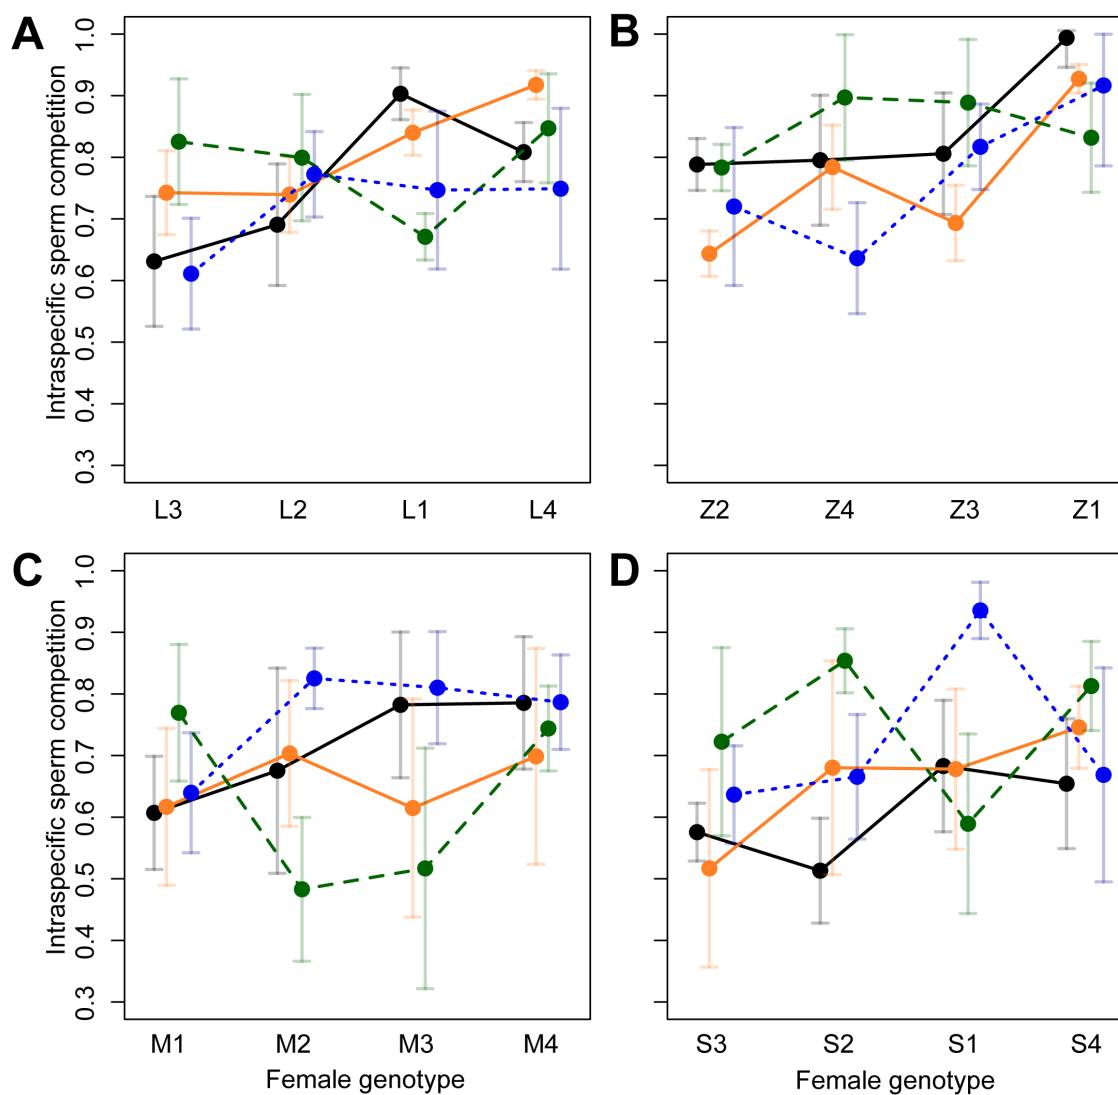 A
B
Intraspecific sperm competition
1.0
0.9
0.8
0.7
0.6
0.5
0.4
0.3
L3 L2 L1 L4
Z2 Z4 Z3 Z1
C
D
Intraspecific sperm competition
1.0
0.9
0.8
0.7
0.6
0.5
0.4
0.3
M1 M2 M3 M4
S3 S2 S1 S4
Female genotype
Female genotype